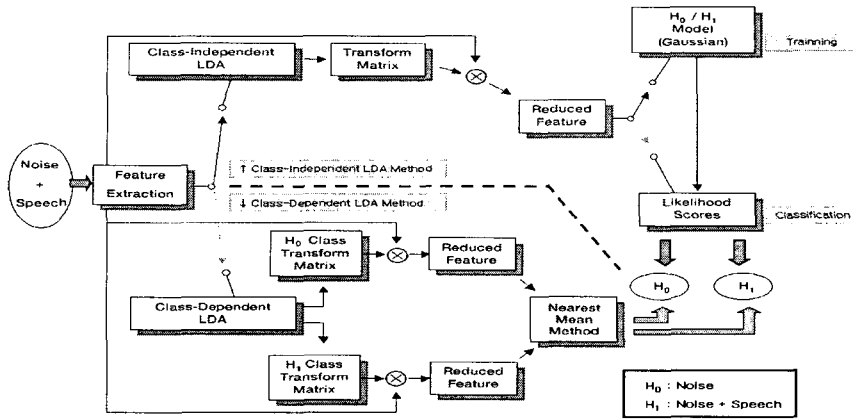 Class-Independent
LDA
Transform
Matrix
H₀ / H₁
Model
(Gaussian)
Trainning
Reduced
Feature
Noise
+
Speech
Feature
Extraction
↑ Class-Independent LDA Method
↓ Class-Dependent LDA Method
Likelihood
Scores
Classification
H₀ Class
Transform
Matrix
Reduced
Feature
H₀
H₁
Class-Dependent
LDA
Nearest
Mean
Method
H₁ Class
Transform
Matrix
Reduced
Feature
H₀ : Noise
H₁ : Noise + Speech